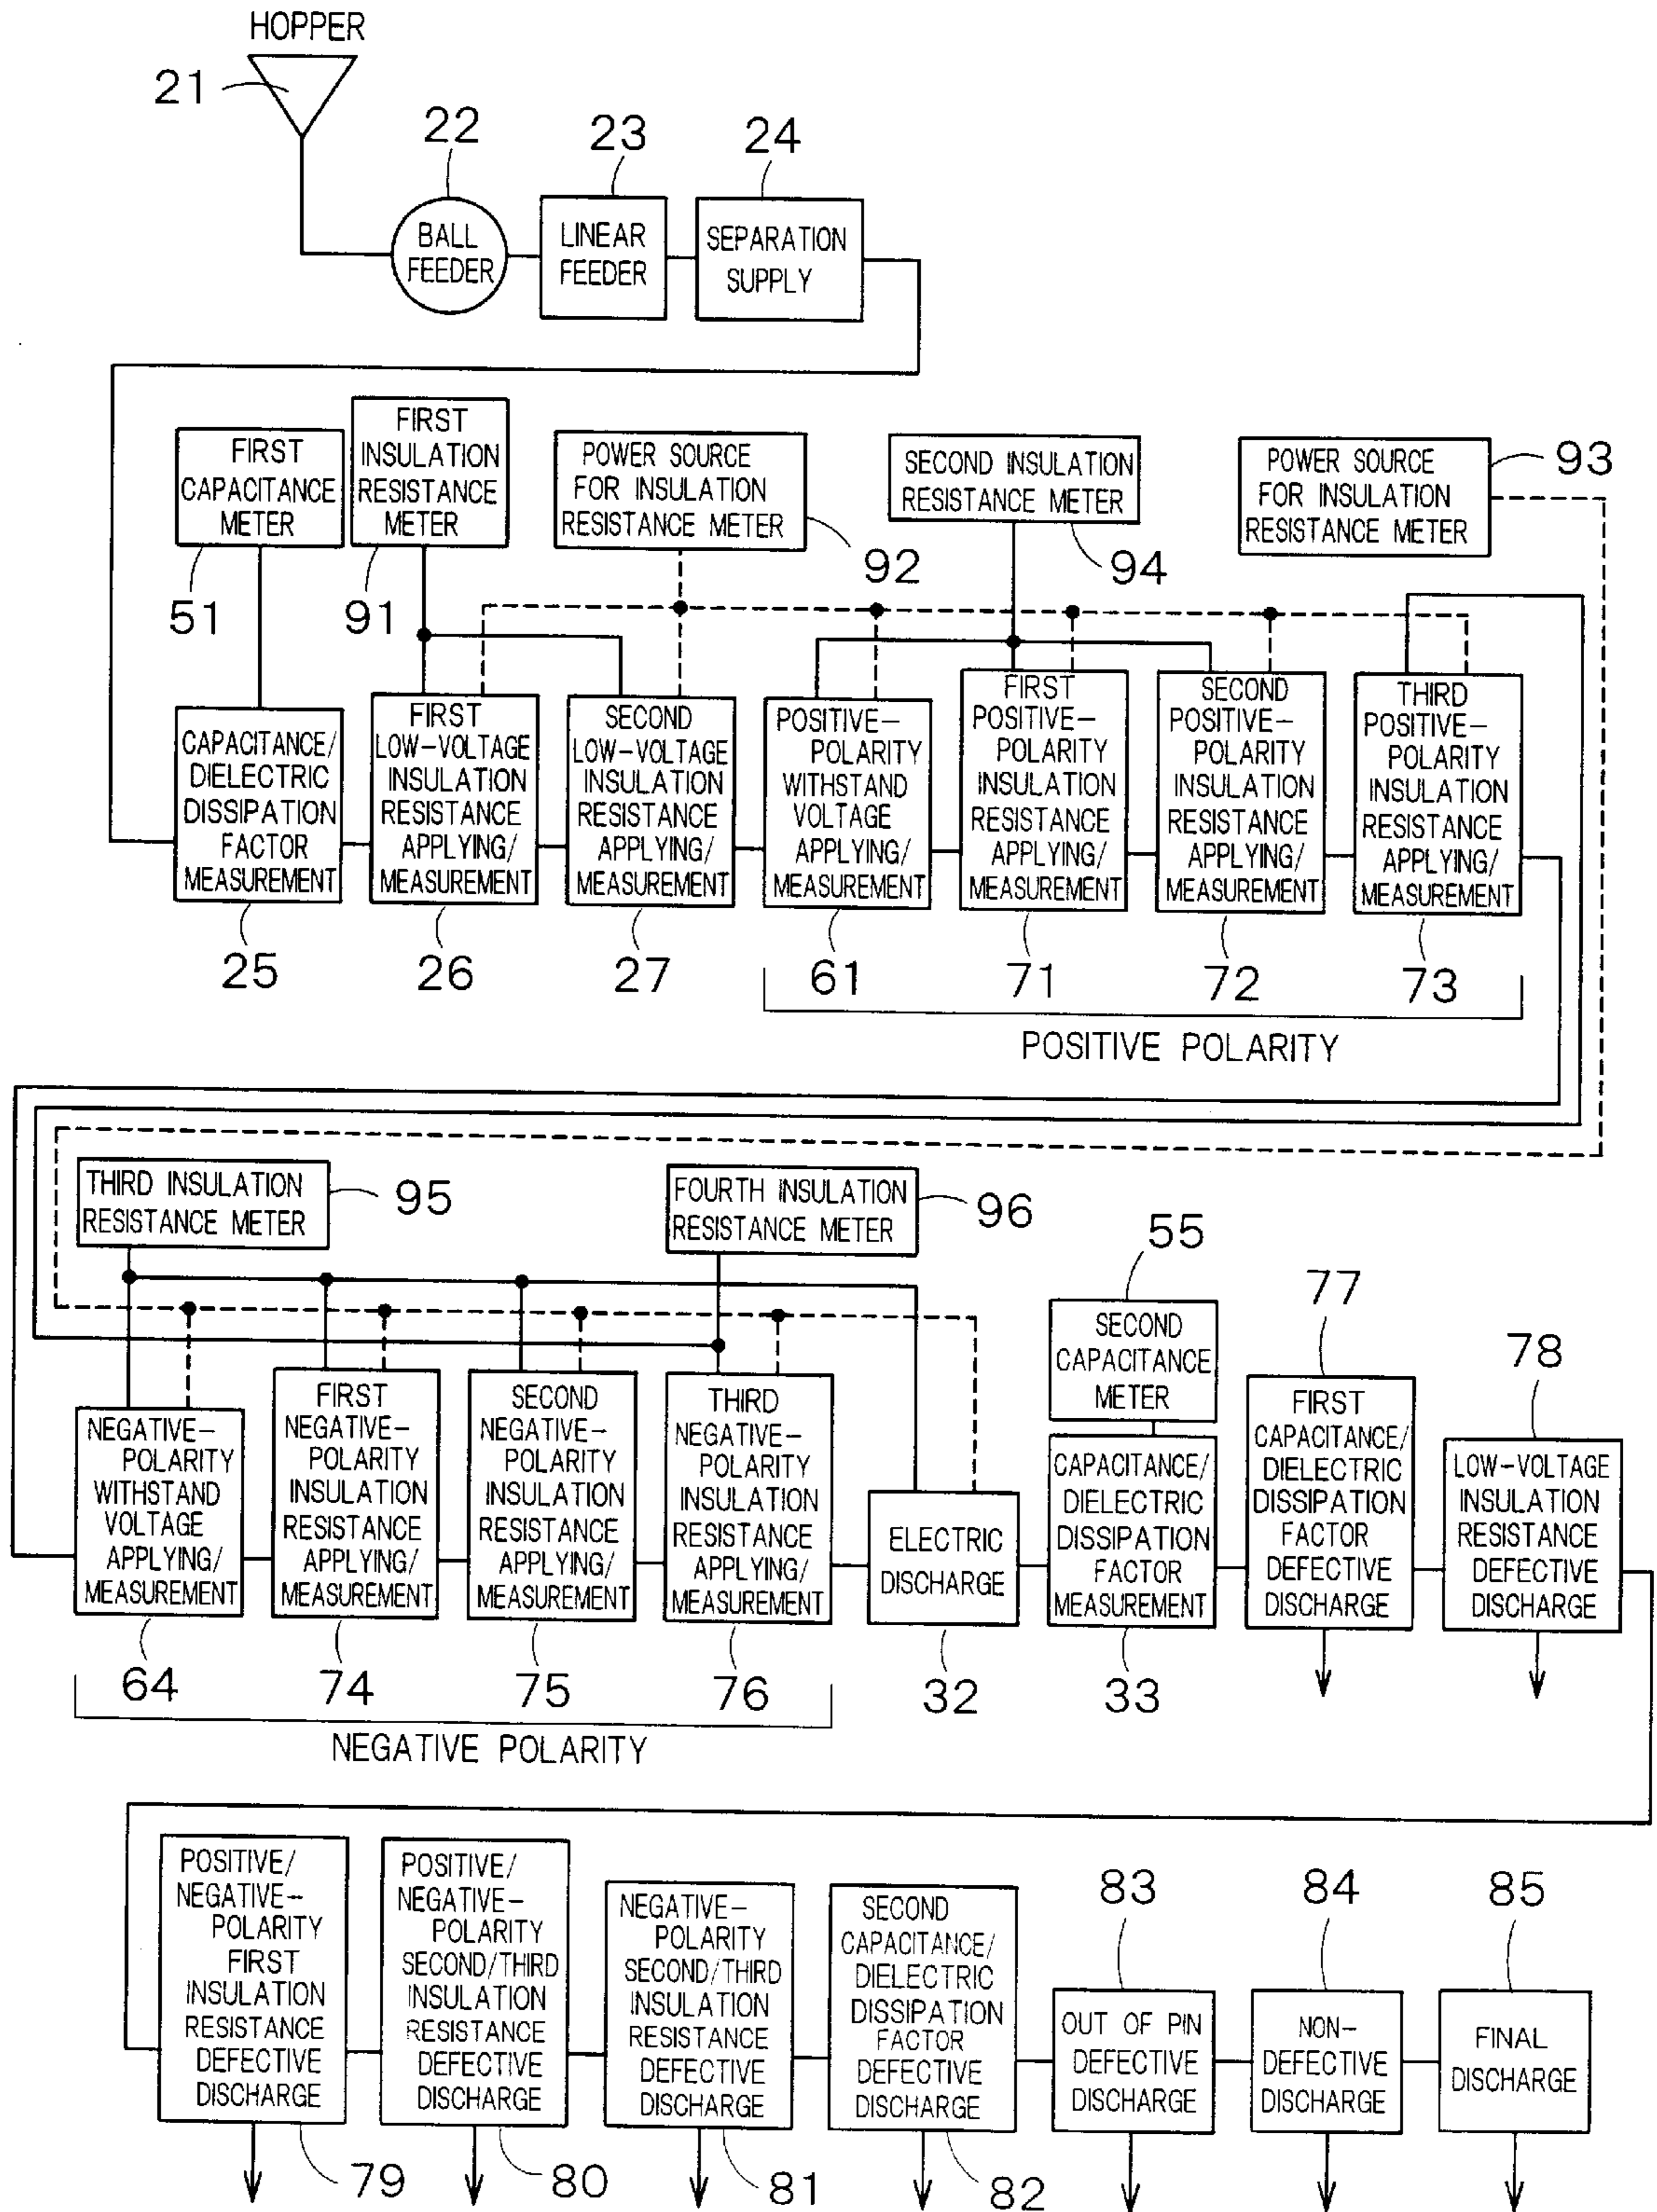 HOPPER
21
22
23
24
BALL
FEEDER
LINEAR
FEEDER
SEPARATION
SUPPLY
FIRST
CAPACITANCE
METER
51
FIRST
INSULATION
RESISTANCE
METER
91
POWER SOURCE
FOR INSULATION
RESISTANCE METER
92
SECOND INSULATION
RESISTANCE METER
94
POWER SOURCE
FOR INSULATION
RESISTANCE METER
93
CAPACITANCE/
DIELECTRIC
DISSIPATION
FACTOR
MEASUREMENT
25
FIRST
LOW-VOLTAGE
INSULATION
RESISTANCE
APPLYING/
MEASUREMENT
26
SECOND
LOW-VOLTAGE
INSULATION
RESISTANCE
APPLYING/
MEASUREMENT
27
POSITIVE-
POLARITY
WITHSTAND
VOLTAGE
APPLYING/
MEASUREMENT
61
FIRST
POSITIVE-
POLARITY
INSULATION
RESISTANCE
APPLYING/
MEASUREMENT
71
SECOND
POSITIVE-
POLARITY
INSULATION
RESISTANCE
APPLYING/
MEASUREMENT
72
THIRD
POSITIVE-
POLARITY
INSULATION
RESISTANCE
APPLYING/
MEASUREMENT
73
POSITIVE POLARITY
THIRD INSULATION
RESISTANCE METER
95
FOURTH INSULATION
RESISTANCE METER
96
55
SECOND
CAPACITANCE
METER
77
78
NEGATIVE-
POLARITY
WITHSTAND
VOLTAGE
APPLYING/
MEASUREMENT
64
FIRST
NEGATIVE-
POLARITY
INSULATION
RESISTANCE
APPLYING/
MEASUREMENT
74
SECOND
NEGATIVE-
POLARITY
INSULATION
RESISTANCE
APPLYING/
MEASUREMENT
75
THIRD
NEGATIVE-
POLARITY
INSULATION
RESISTANCE
APPLYING/
MEASUREMENT
76
ELECTRIC
DISCHARGE
32
CAPACITANCE/
DIELECTRIC
DISSIPATION
FACTOR
MEASUREMENT
33
FIRST
CAPACITANCE/
DIELECTRIC
DISSIPATION
FACTOR
DEFECTIVE
DISCHARGE
LOW-VOLTAGE
INSULATION
RESISTANCE
DEFECTIVE
DISCHARGE
NEGATIVE POLARITY
POSITIVE/
NEGATIVE-
POLARITY
FIRST
INSULATION
RESISTANCE
DEFECTIVE
DISCHARGE
79
POSITIVE/
NEGATIVE-
POLARITY
SECOND/THIRD
INSULATION
RESISTANCE
DEFECTIVE
DISCHARGE
80
NEGATIVE-
POLARITY
SECOND/THIRD
INSULATION
RESISTANCE
DEFECTIVE
DISCHARGE
81
SECOND
CAPACITANCE/
DIELECTRIC
DISSIPATION
FACTOR
DEFECTIVE
DISCHARGE
82
83
OUT OF PIN
DEFECTIVE
DISCHARGE
84
NON-
DEFECTIVE
DISCHARGE
85
FINAL
DISCHARGE